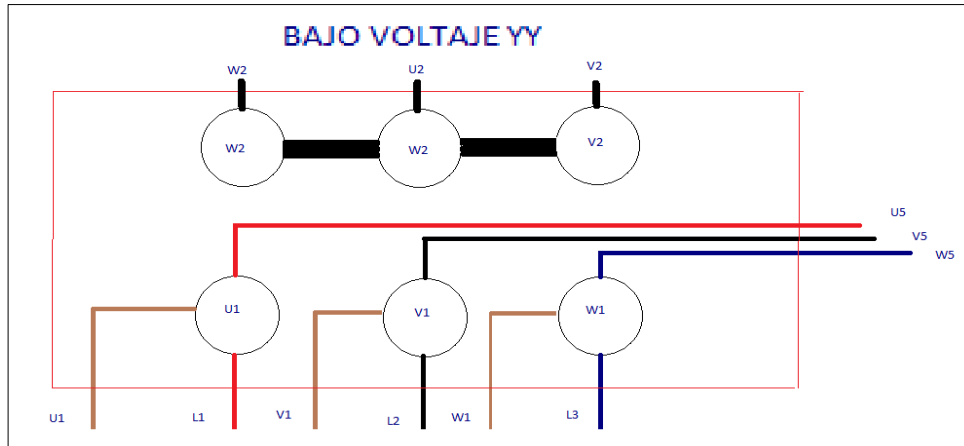 BAJO VOLTAJE YY
W2 U2 V2
W2 W2 V2
U5
V5
W5
U1 V1 W1
U1 L1 V1 L2 W1 L3